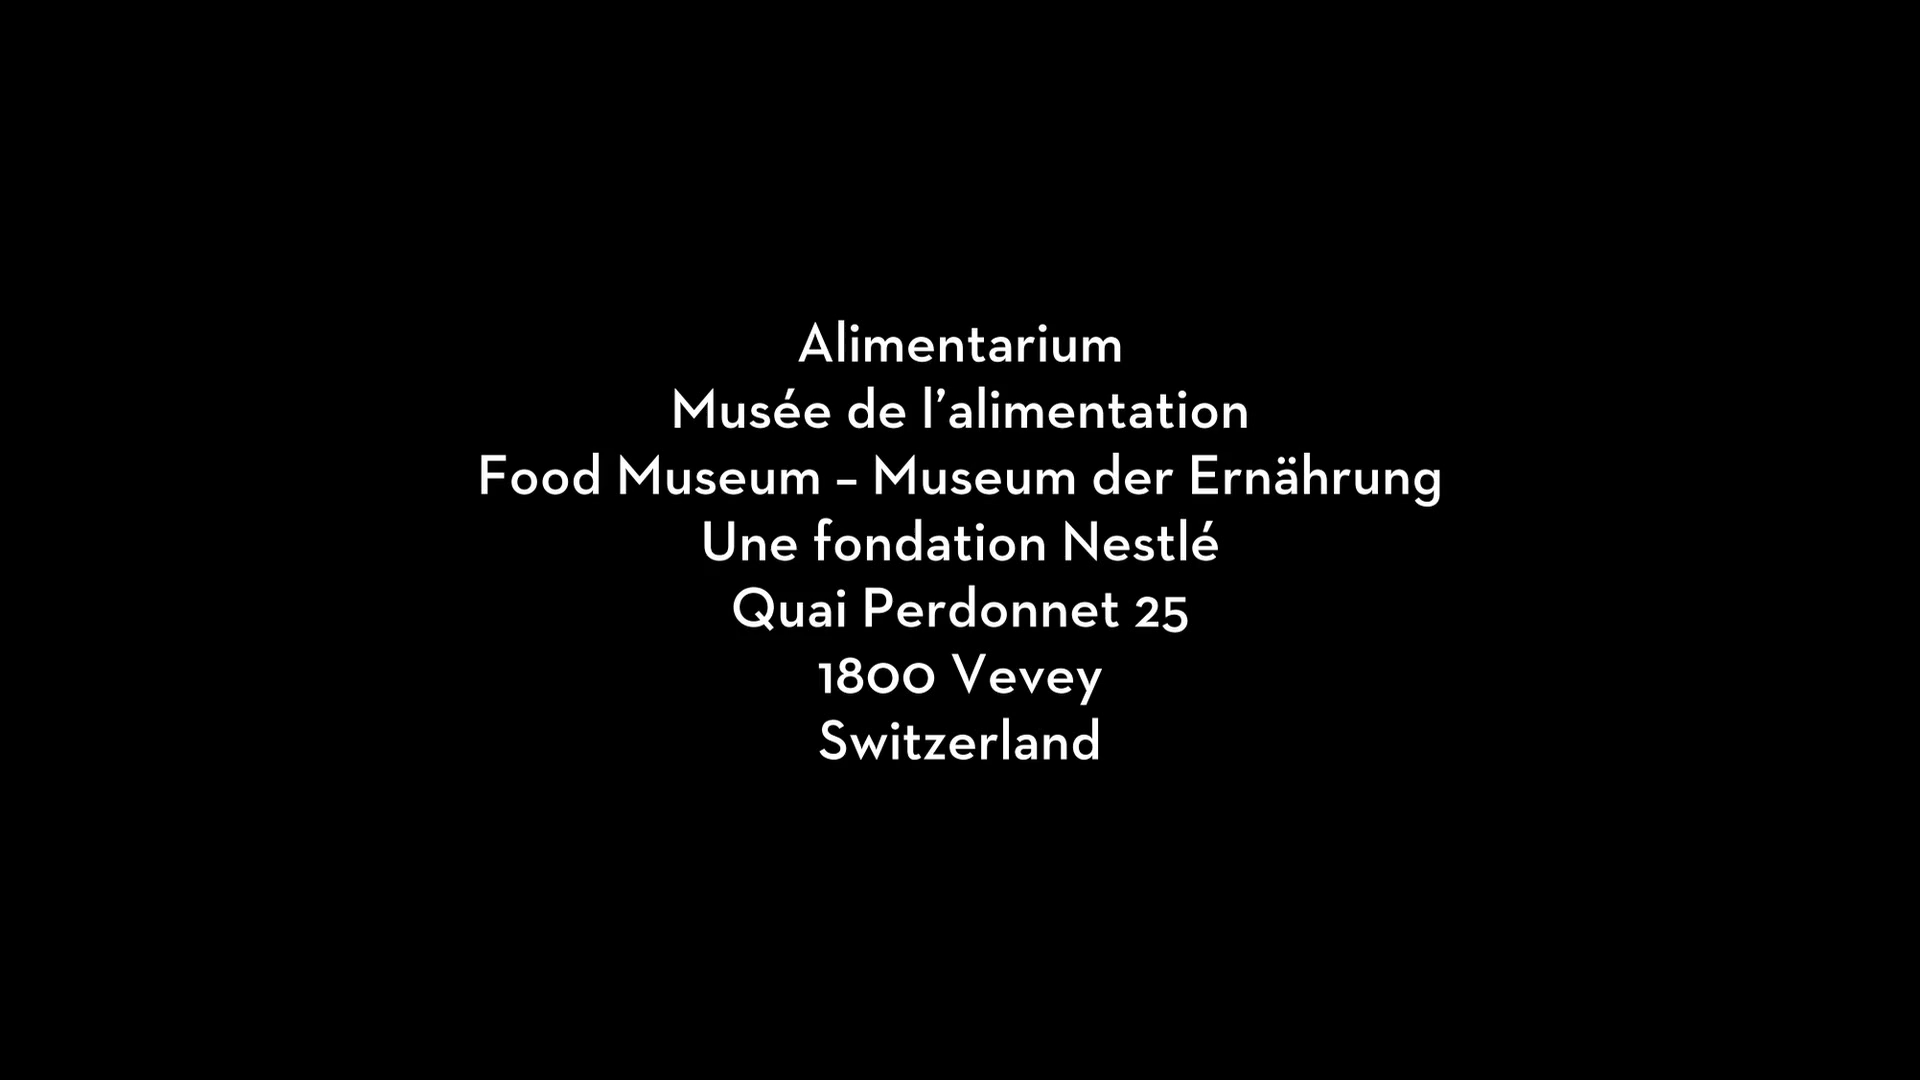 Alimentarium
Musée de l’alimentation
Food Museum – Museum der Ernährung
Une fondation Nestlé
Quai Perdonnet 25
1800 Vevey
Switzerland